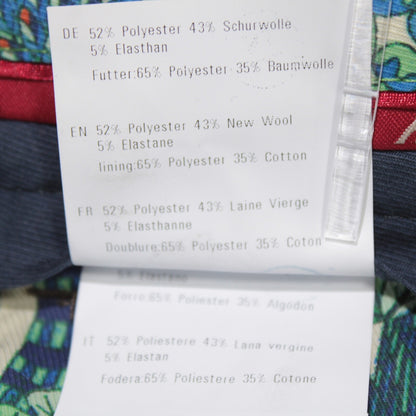 DE 52% Polyester 43% Schurwolle
5% Elasthan
Futter:65% Polyester 35% Baumwolle
EN 52% Polyester 43% New Wool
5% Elastane
lining:65% Polyester 35% Cotton
FR 52% Polyester 43% Laine Vierge
5% Elasthanne
Doublure:65% Polyester 35% Coton
5% Elastano
Forro:65% Poliester 35% Algodon
IT 52% Poliestere 43% Lana vergine
5% Elastan
Fodera:65% Poliestere 35% Cotone